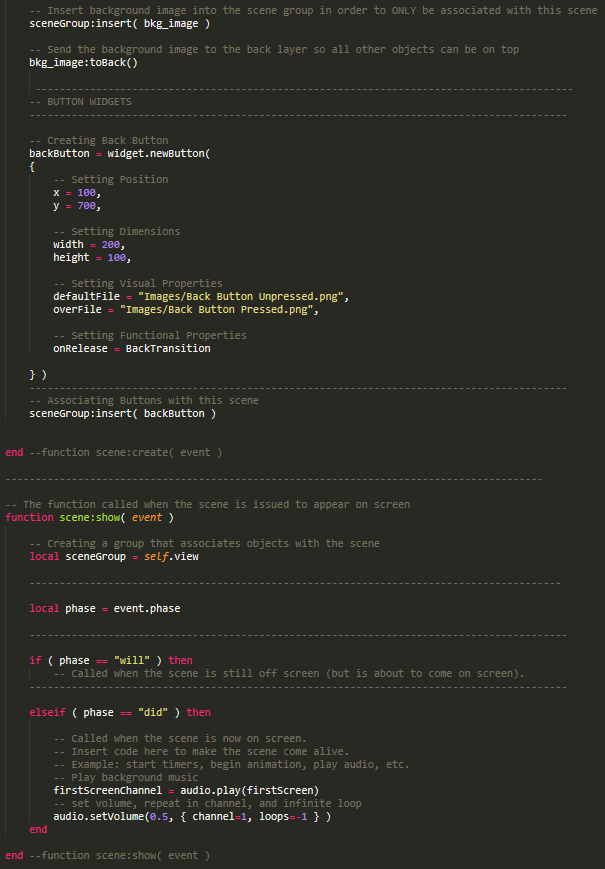 -- Insert background image into the scene group in order to ONLY be associated with this scene
sceneGroup:insert( bkg_image )
-- Send the background image to the back layer so all other objects can be on top
bkg_image:toBack()
-----------------------------------------------------------------------------------------
-- BUTTON WIDGETS
-----------------------------------------------------------------------------------------
-- Creating Back Button
backButton = widget.newButton(
{
-- Setting Position
x = 100,
y = 700,
-- Setting Dimensions
width = 200,
height = 100,
-- Setting Visual Properties
defaultFile = "Images/Back Button Unpressed.png",
overFile = "Images/Back Button Pressed.png",
-- Setting Functional Properties
onRelease = BackTransition
} )
-----------------------------------------------------------------------------------------
-- Associating Buttons with this scene
sceneGroup:insert( backButton )
end --function scene:create( event )
-----------------------------------------------------------------------------------------
-- The function called when the scene is issued to appear on screen
function scene:show( event )
-- Creating a group that associates objects with the scene
local sceneGroup = self.view
-----------------------------------------------------------------------------------------
local phase = event.phase
-----------------------------------------------------------------------------------------
if ( phase == "will" ) then
-- Called when the scene is still off screen (but is about to come on screen).
-----------------------------------------------------------------------------------------
elseif ( phase == "did" ) then
-- Called when the scene is now on screen.
-- Insert code here to make the scene come alive.
-- Example: start timers, begin animation, play audio, etc.
-- Play background music
firstScreenChannel = audio.play(firstScreen)
-- set volume, repeat in channel, and infinite loop
audio.setVolume(0.5, { channel=1, loops=-1 } )
end
end --function scene:show( event )